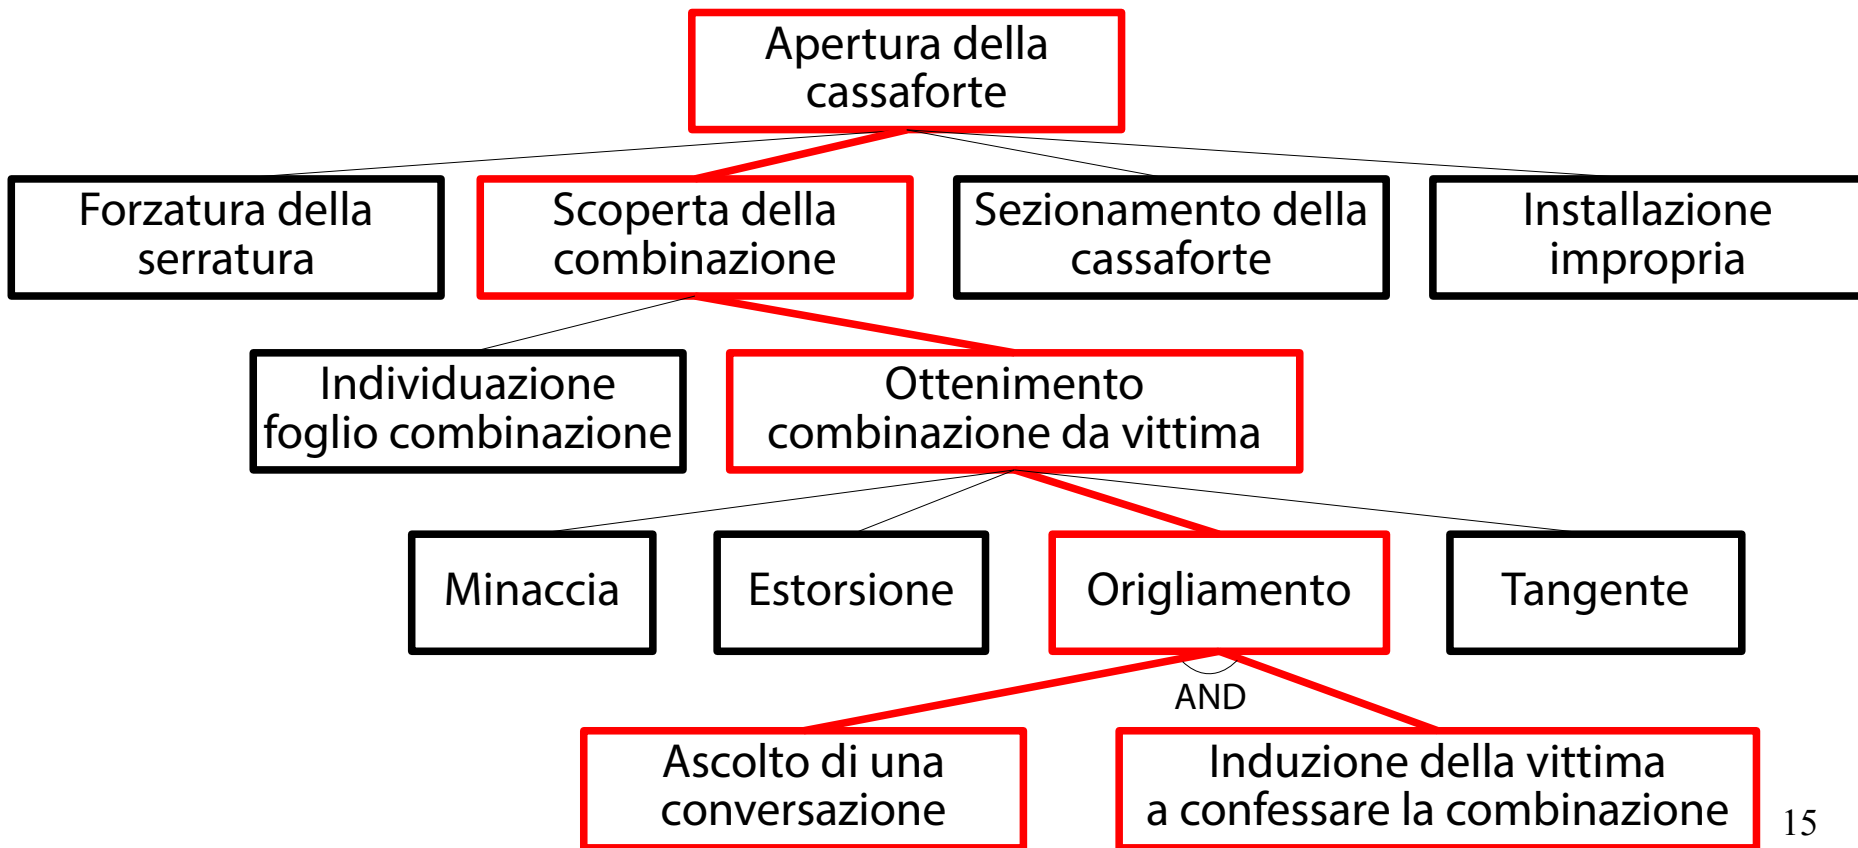 Apertura della
cassaforte
Forzatura della
serratura
Scoperta della
combinazione
Sezionamento della
cassaforte
Installazione
impropria
Individuazione
foglio combinazione
Ottenimento
combinazione da vittima
Minaccia
Estorsione
Origliamento
Tangente
AND
Ascolto di una
conversazione
Induzione della vittima
a confessare la combinazione
15